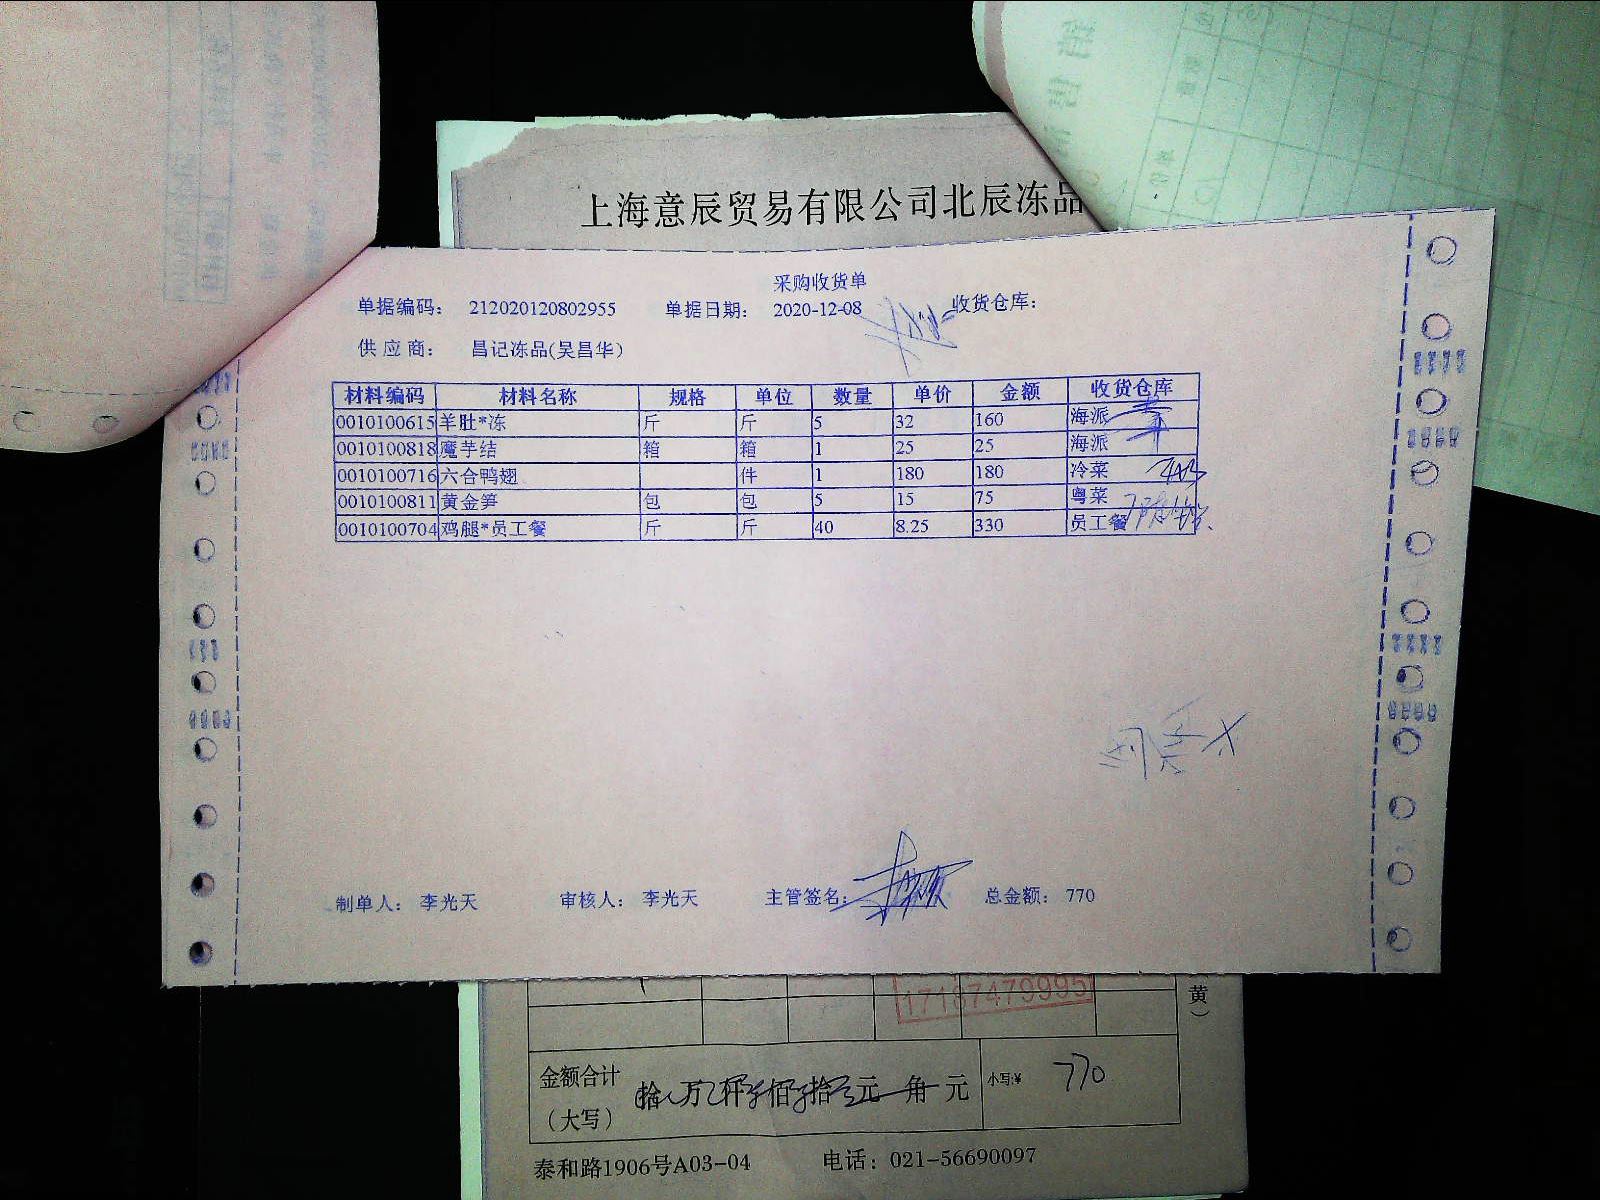 上海意辰贸易有限公司北辰冻品
采购收货单
单据编码: 212020120802955 单据日期: 2020-12-08 收货仓库:
供应商: 昌记冻品(吴昌华)
材料编码 材料名称 规格 单位 数量 单价 金额 收货仓库
0010100615 羊肚*冻 斤 斤 5 32 160 海派
0010100818 魔芋结 箱 箱 1 25 25 海派
0010100716 六合鸭翅 件 1 180 180 冷菜
0010100811 黄金笋 包 包 5 15 75 粤菜
0010100704 鸡腿*员工餐 斤 斤 40 8.25 330 员工餐
制单人: 李光天 审核人: 李光天 主管签名: 总金额: 770
17187479995
黄）
金额合计 拾 万 仟 佰 拾 元 角 元 小写:¥ 770
（大写）
泰和路1906号A03-04 电话: 021-56690097